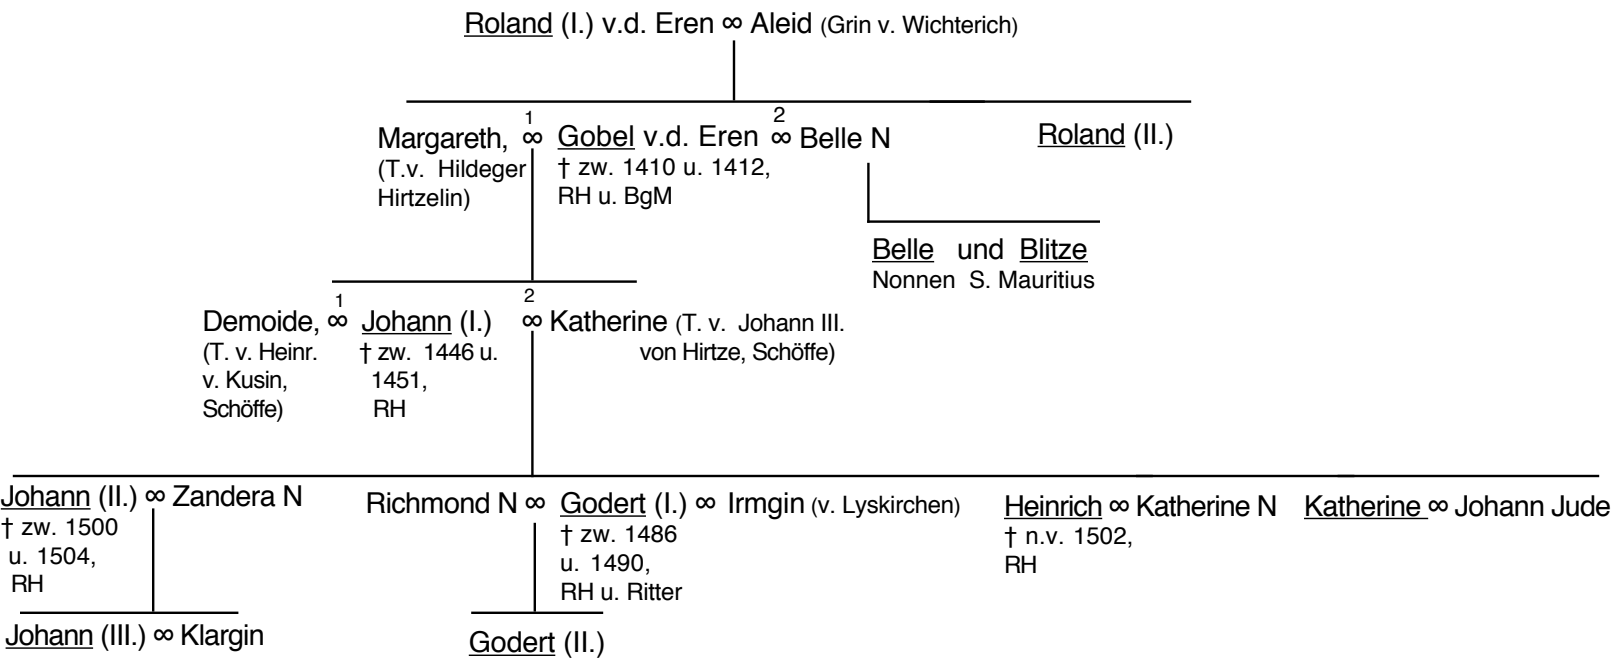 Roland (I.) v.d. Eren ∞ Aleid (Grin v. Wichterich)
Margareth, 1 ∞ Gobel v.d. Eren 2 ∞ Belle N
(T.v. Hildeger
Hirtzelin)
† zw. 1410 u. 1412,
RH u. BgM
Roland (II.)
Belle und Blitze
Nonnen S. Mauritius
Demoide, 1 ∞ Johann (I.) 2 ∞ Katherine (T. v. Johann III.
von Hirtze, Schöffe)
(T. v. Heinr.
v. Kusin,
Schöffe)
† zw. 1446 u.
1451,
RH
Johann (II.) ∞ Zandera N
† zw. 1500
u. 1504,
RH
Richmond N ∞ Godert (I.) ∞ Irmgin (v. Lyskirchen)
† zw. 1486
u. 1490,
RH u. Ritter
Heinrich ∞ Katherine N
† n.v. 1502,
RH
Katherine ∞ Johann Jude
Johann (III.) ∞ Klargin
Godert (II.)